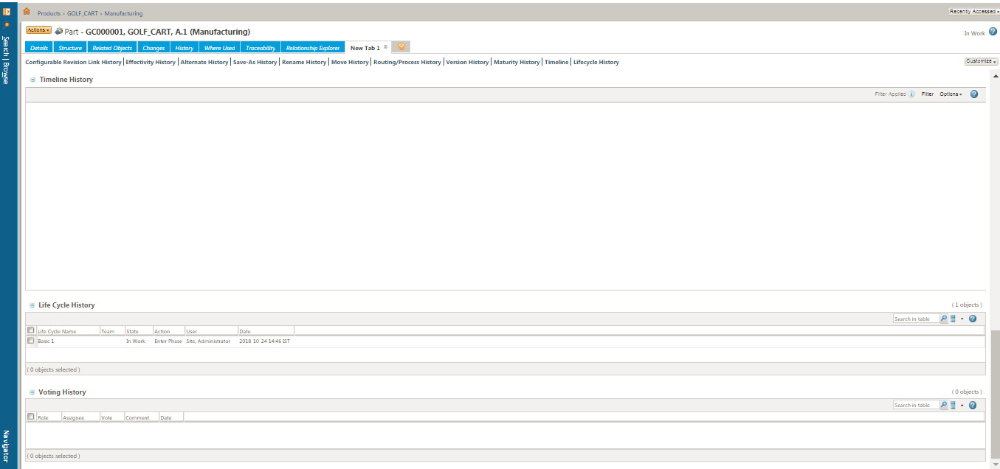 Products > GOLF_CART > Manufacturing
Recently Accessed
Actions
Part - GC000001, GOLF_CART, A.1 (Manufacturing)
In Work
Search | Browse
Details Structure Related Objects Changes History Where Used Traceability Relationship Explorer New Tab 1
Configurable Revision Link History | Effectivity History | Alternate History | Save-As History | Rename History | Move History | Routing/Process History | Version History | Maturity History | Timeline | Lifecycle History
Customize
Timeline History
Filter Applied Filter Options
Life Cycle History
( 1 objects )
Search in table
Life Cycle Name Team State Action User Date
Basic 1 In Work Enter Phase Site, Administrator 2018-10-24 14:46 IST
( 0 objects selected )
Voting History
( 0 objects )
Search in table
Role Assignee Vote Comment Date
( 0 objects selected )
Navigator